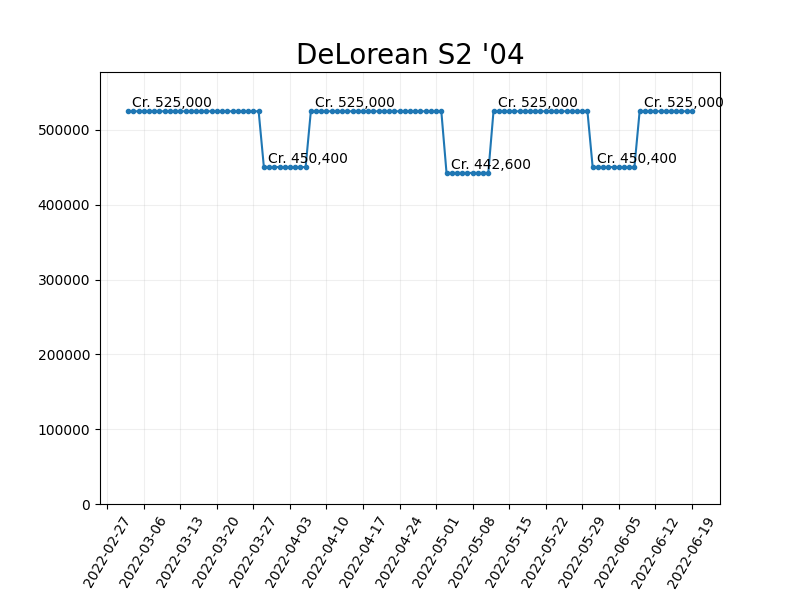 DeLorean S2 '04
Cr. 525,000
Cr. 525,000
Cr. 525,000
Cr. 525,000
Cr. 450,400
Cr. 442,600
Cr. 450,400
500000
400000
300000
200000
100000
0
2022-02-27
2022-03-06
2022-03-13
2022-03-20
2022-03-27
2022-04-03
2022-04-10
2022-04-17
2022-04-24
2022-05-01
2022-05-08
2022-05-15
2022-05-22
2022-05-29
2022-06-05
2022-06-12
2022-06-19